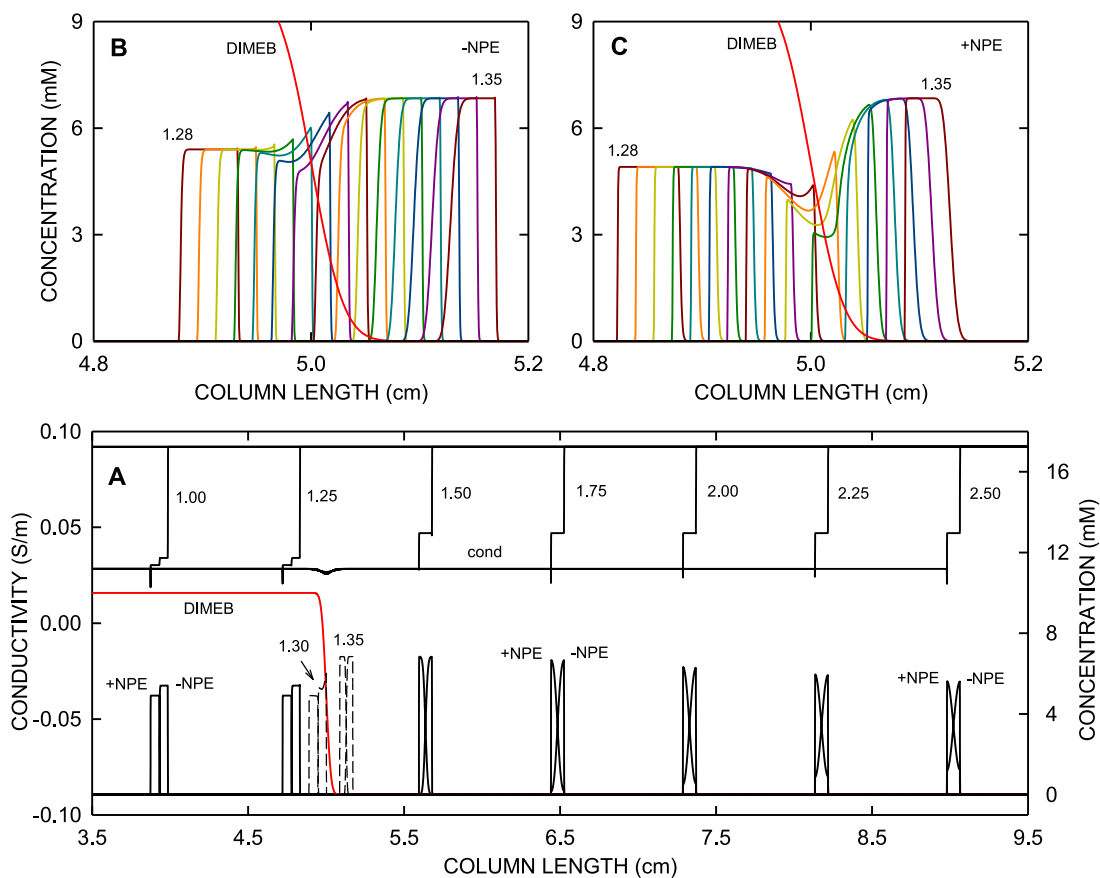 B
DIMEB
-NPE
1.35
1.28
9
6
3
0
CONCENTRATION (mM)
4.8
5.0
5.2
COLUMN LENGTH (cm)
C
DIMEB
+NPE
1.35
1.28
9
6
3
0
4.8
5.0
5.2
COLUMN LENGTH (cm)
A
0.10
0.05
0.00
-0.05
-0.10
CONDUCTIVITY (S/m)
1.00
1.25
1.50
1.75
2.00
2.25
2.50
cond
DIMEB
1.30
1.35
+NPE
-NPE
+NPE
-NPE
+NPE
-NPE
16
12
8
4
0
CONCENTRATION (mM)
3.5
4.5
5.5
6.5
7.5
8.5
9.5
COLUMN LENGTH (cm)